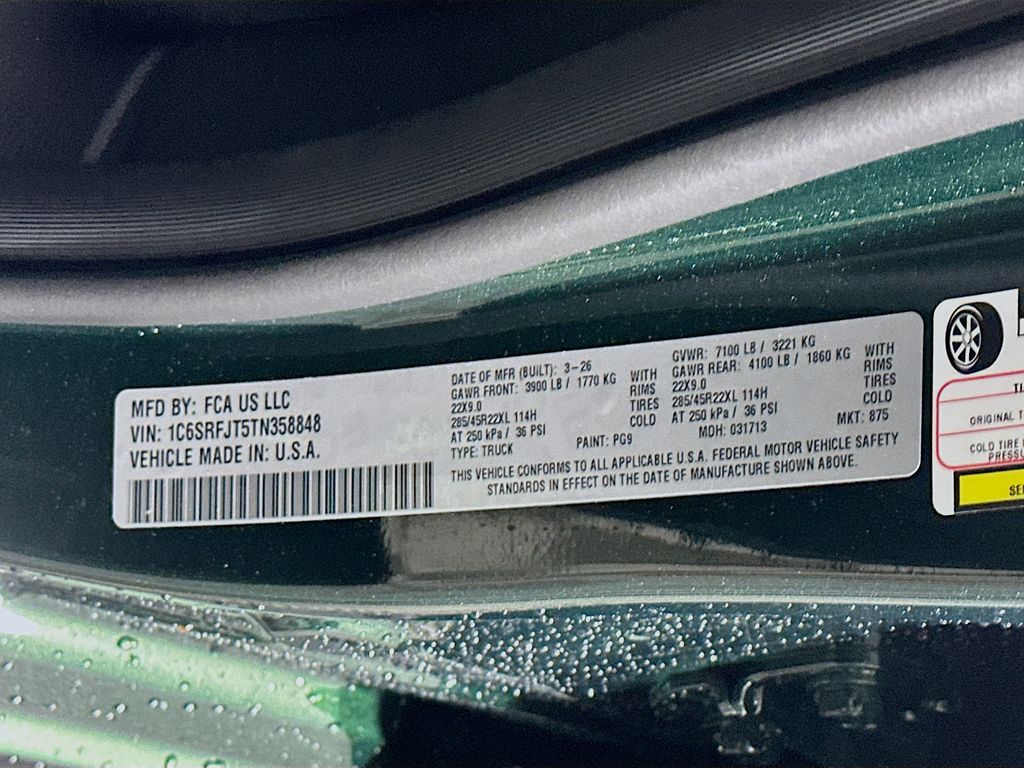 MFD BY: FCA US LLC
VIN: 1C6SRFJT5TN358848
VEHICLE MADE IN: U.S.A.
DATE OF MFR (BUILT): 3-26
GAWR FRONT: 3900 LB / 1770 KG WITH
22X9.0 RIMS
285/45R22XL 114H TIRES
AT 250 kPa / 36 PSI COLD
TYPE: TRUCK
PAINT: PG9
GVWR: 7100 LB / 3221 KG
GAWR REAR: 4100 LB / 1860 KG WITH
22X9.0 RIMS
285/45R22XL 114H TIRES
AT 250 kPa / 36 PSI COLD
MDH: 031713
MKT: 875
THIS VEHICLE CONFORMS TO ALL APPLICABLE U.S.A. FEDERAL MOTOR VEHICLE SAFETY
STANDARDS IN EFFECT ON THE DATE OF MANUFACTURE SHOWN ABOVE.
ORIGINAL
COLD TIRE